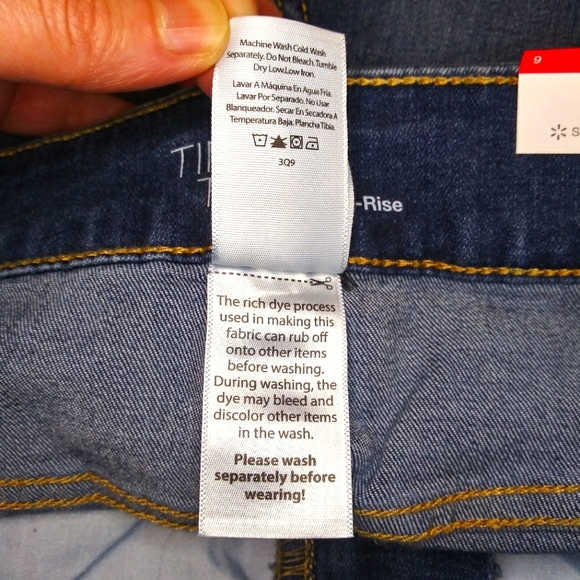 Machine Wash Cold. Wash
Separately. Do Not Bleach. Tumble
Dry Low. Low Iron.
Lavar A Máquina En Agua Fría.
Lavar Por Separado. No Usar
Blanqueador. Secar En Secadora A
Temperatura Baja. Plancha Tibia.
3Q9
-Rise
9
The rich dye process
used in making this
fabric can rub off
onto other items
before washing.
During washing, the
dye may bleed and
discolor other items
in the wash.
Please wash
separately before
wearing!